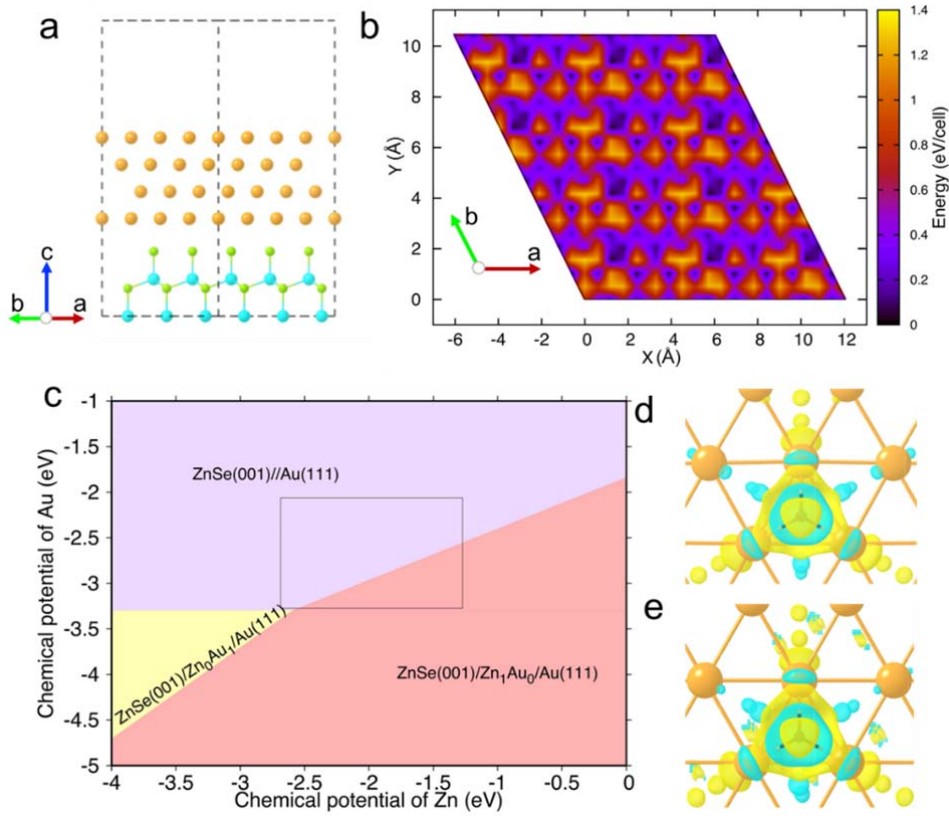 a
c
b
a
b
10
8
6
4
2
0
Y (Å)
b
a
-6
-4
-2
0
2
4
6
8
10
12
X (Å)
1.4
1.2
1
0.8
0.6
0.4
0.2
0
Energy (eV/cell)
c
-1
-1.5
-2
-2.5
-3
-3.5
-4
-4.5
-5
Chemical potential of Au (eV)
ZnSe(001)//Au(111)
ZnSe(001)/Zn₀Au₁/Au(111)
ZnSe(001)/Zn₁Au₀/Au(111)
-4
-3.5
-3
-2.5
-2
-1.5
-1
-0.5
0
Chemical potential of Zn (eV)
d
e